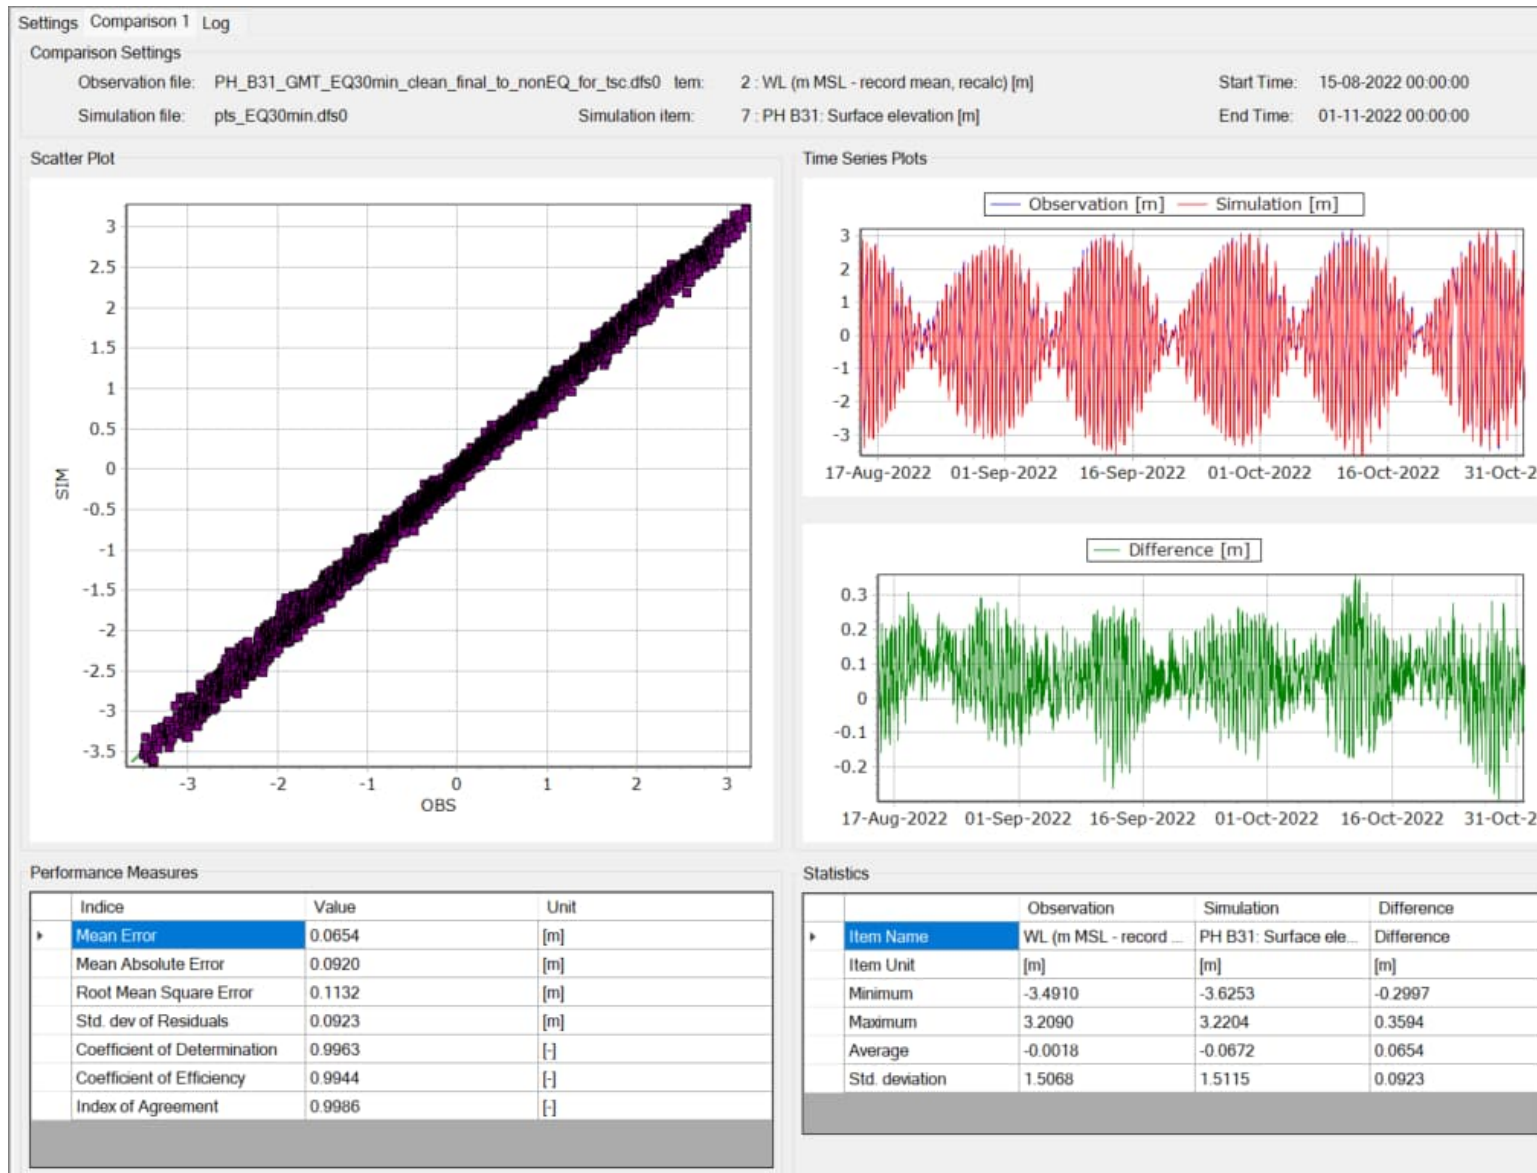 Settings Comparison 1 Log
Comparison Settings
Observation file: PH_B31_GMT_EQ30min_clean_final_to_nonEQ_for_tsc.dfs0 tem: 2 : WL (m MSL - record mean, recalc) [m] Start Time: 15-08-2022 00:00:00
Simulation file: pts_EQ30min.dfs0 Simulation item: 7 : PH B31: Surface elevation [m] End Time: 01-11-2022 00:00:00
Scatter Plot
3
2.5
2
1.5
1
0.5
0
-0.5
-1
-1.5
-2
-2.5
-3
-3.5
SIM
-3 -2 -1 0 1 2 3
OBS
Time Series Plots
Observation [m] Simulation [m]
3
2
1
0
-1
-2
-3
17-Aug-2022 01-Sep-2022 16-Sep-2022 01-Oct-2022 16-Oct-2022 31-Oct-2
Difference [m]
0.3
0.2
0.1
0
-0.1
-0.2
17-Aug-2022 01-Sep-2022 16-Sep-2022 01-Oct-2022 16-Oct-2022 31-Oct-2
Performance Measures
Indice Value Unit
Mean Error 0.0654 [m]
Mean Absolute Error 0.0920 [m]
Root Mean Square Error 0.1132 [m]
Std. dev of Residuals 0.0923 [m]
Coefficient of Determination 0.9963 [-]
Coefficient of Efficiency 0.9944 [-]
Index of Agreement 0.9986 [-]
Statistics
Observation Simulation Difference
Item Name WL (m MSL - record ... PH B31: Surface ele... Difference
Item Unit [m] [m] [m]
Minimum -3.4910 -3.6253 -0.2997
Maximum 3.2090 3.2204 0.3594
Average -0.0018 -0.0672 0.0654
Std. deviation 1.5068 1.5115 0.0923